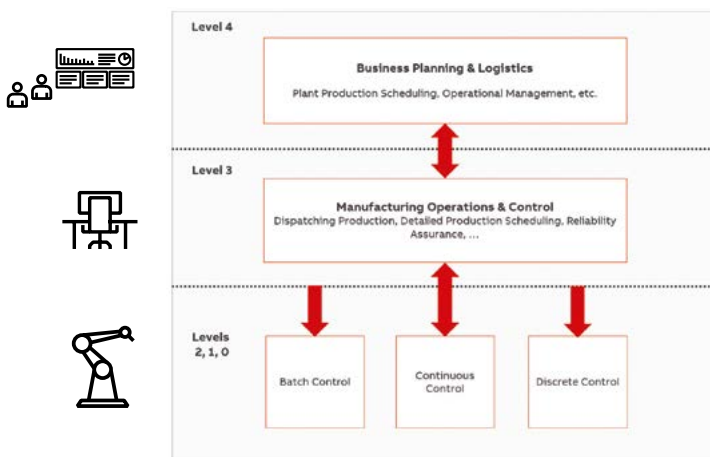 Level 4
Business Planning & Logistics
Plant Production Scheduling, Operational Management, etc.
Level 3
Manufacturing Operations & Control
Dispatching Production, Detailed Production Scheduling, Reliability
Assurance, ...
Levels
2, 1, 0
Batch Control
Continuous
Control
Discrete Control